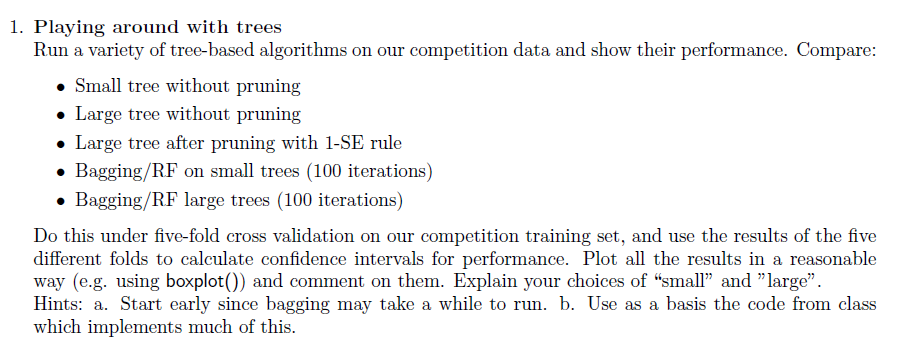 1. Playing around with trees
Run a variety of tree-based algorithms on our competition data and show their performance. Compare:
• Small tree without pruning
• Large tree without pruning
• Large tree after pruning with 1-SE rule
• Bagging/RF on small trees (100 iterations)
• Bagging/RF large trees (100 iterations)
Do this under five-fold cross validation on our competition training set, and use the results of the five
different folds to calculate confidence intervals for performance. Plot all the results in a reasonable
way (e.g. using boxplot()) and comment on them. Explain your choices of “small” and ”large”.
Hints: a. Start early since bagging may take a while to run. b. Use as a basis the code from class
which implements much of this.